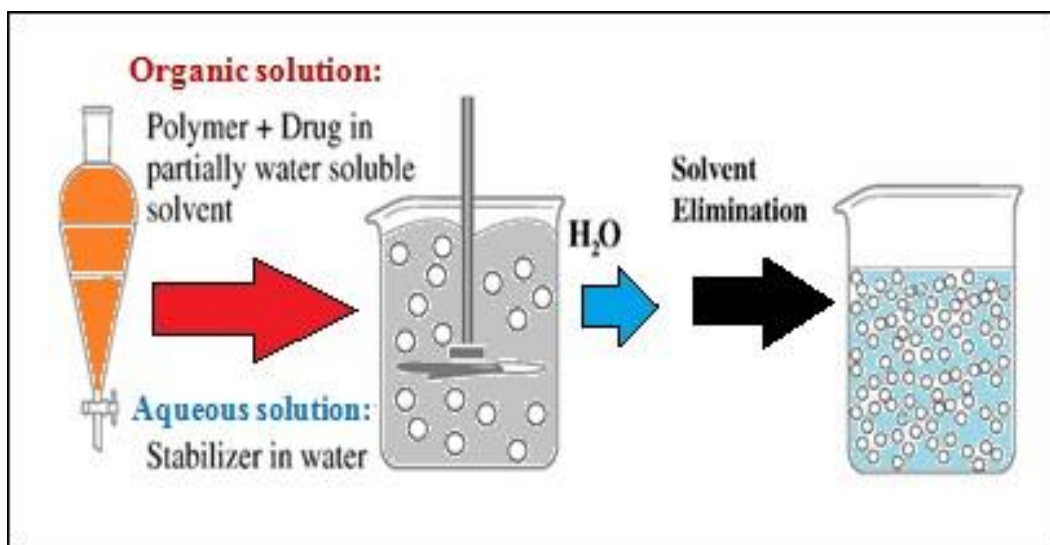 Organic solution:
Polymer + Drug in
partially water soluble
solvent
Aqueous solution:
Stabilizer in water
H₂O
Solvent
Elimination